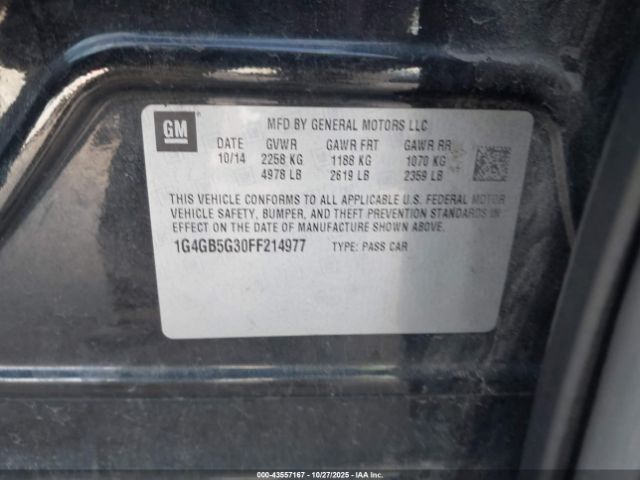 GM
MFD BY GENERAL MOTORS LLC
DATE GVWR GAWR FRT GAWR RR
10/14 2258 KG 1188 KG 1070 KG
4978 LB 2619 LB 2359 LB
THIS VEHICLE CONFORMS TO ALL APPLICABLE U.S. FEDERAL MOTOR
VEHICLE SAFETY, BUMPER, AND THEFT PREVENTION STANDARDS IN
EFFECT ON THE DATE OF MANUFACTURE SHOWN ABOVE.
1G4GB5G30FF214977 TYPE: PASS CAR
© - 43557167 - 10/27/2025 - IAAI.CA